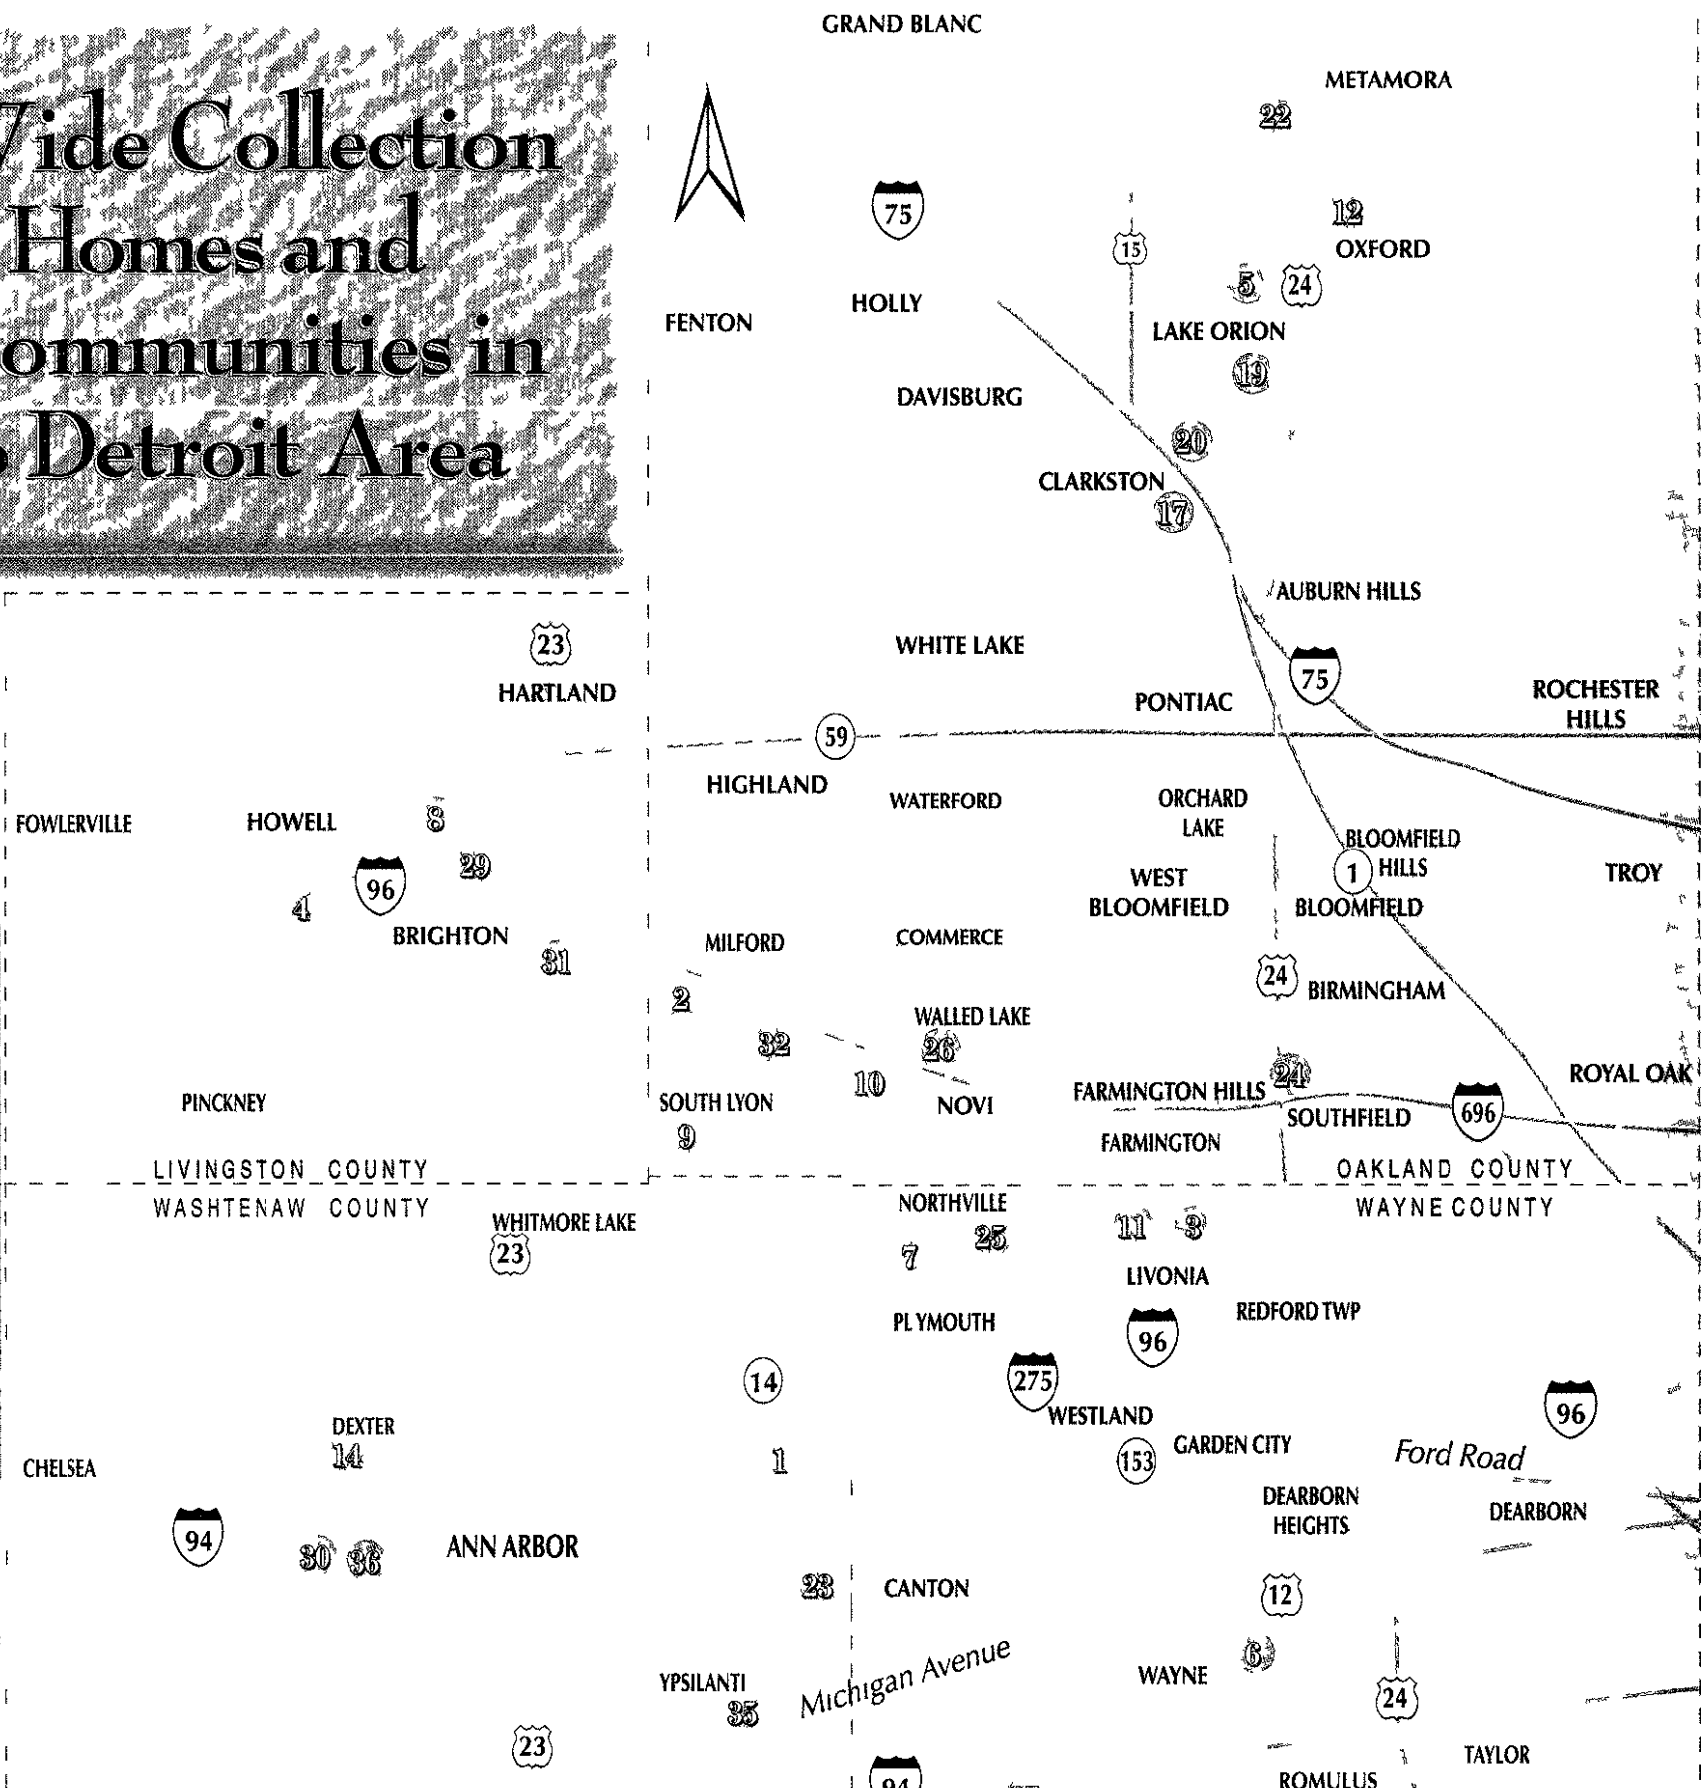 GRAND BLANC
METAMORA
22
ide Collection
Homes and
ommunities in
Detroit Area
75
12
OXFORD
15
5
24
HOLLY
FENTON
LAKE ORION
19
DAVISBURG
20
CLARKSTON
17
AUBURN HILLS
23
WHITE LAKE
75
HARTLAND
PONTIAC
ROCHESTER
HILLS
59
HIGHLAND
WATERFORD
ORCHARD
LAKE
FOWLERVILLE
HOWELL
8
29
96
4
BRIGHTON
31
BLOOMFIELD
HILLS
1
TROY
WEST
BLOOMFIELD
BLOOMFIELD
MILFORD
COMMERCE
24
BIRMINGHAM
2
WALLED LAKE
26
32
10
24
ROYAL OAK
PINCKNEY
SOUTH LYON
9
NOVI
FARMINGTON HILLS
SOUTHFIELD
696
FARMINGTON
LIVINGSTON COUNTY
OAKLAND COUNTY
WASHTENAW COUNTY
WAYNE COUNTY
WHITMORE LAKE
23
NORTHVILLE
25
7
11
3
LIVONIA
PLYMOUTH
96
REDFORD TWP
14
275
WESTLAND
96
DEXTER
14
CHELSEA
1
153
GARDEN CITY
Ford Road
DEARBORN
HEIGHTS
DEARBORN
94
30
36
ANN ARBOR
23
CANTON
12
6
WAYNE
YPSILANTI
35
Michigan Avenue
24
23
TAYLOR
94
ROMULUS